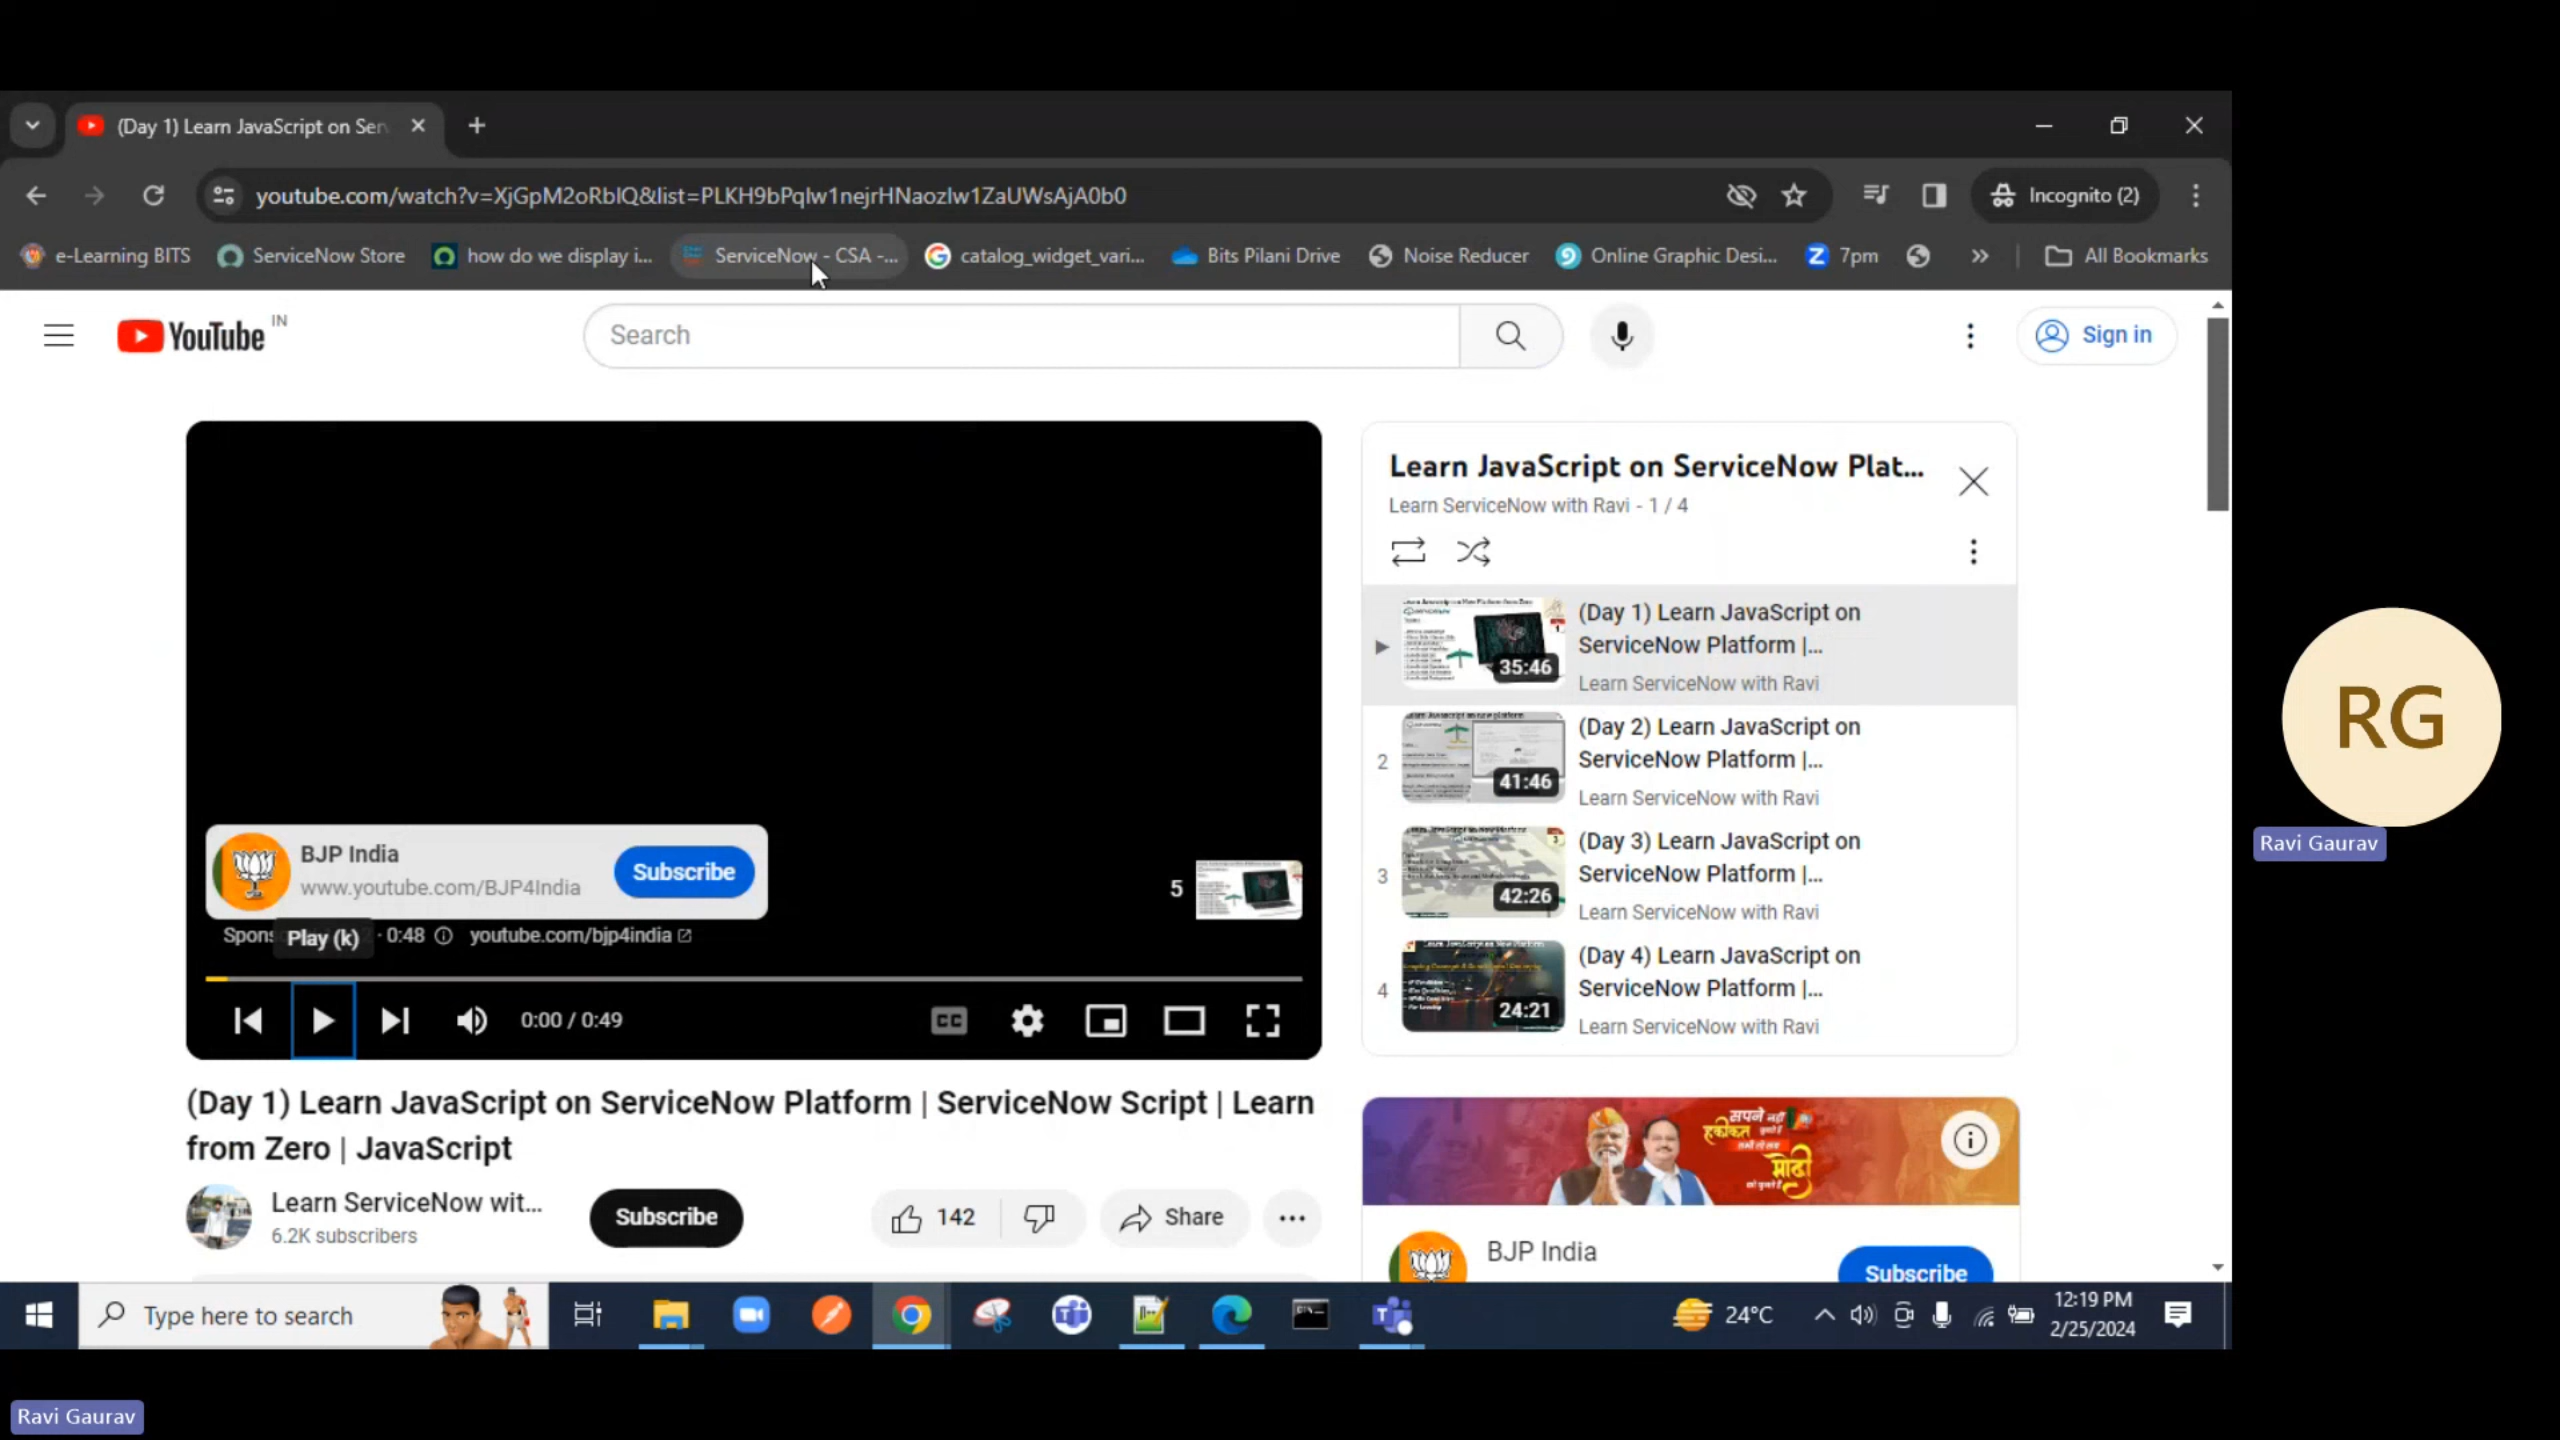 (Day 1) Learn JavaScript on Ser
youtube.com/watch?v=XjGpM2oRbIQ&list=PLKH9bPqlw1nejrHNaozIw1ZaUWsAjA0b0
Incognito (2)
e-Learning BITS
ServiceNow Store
how do we display i...
ServiceNow - CSA -...
catalog_widget_vari...
Bits Pilani Drive
Noise Reducer
Online Graphic Desi...
7pm
All Bookmarks
YouTube IN
Search
Sign in
BJP India
www.youtube.com/BJP4India
Subscribe
5
Play (k)
· 0:48
youtube.com/bjp4india
0:00 / 0:49
CC
(Day 1) Learn JavaScript on ServiceNow Platform | ServiceNow Script | Learn
from Zero | JavaScript
Learn ServiceNow wit...
6.2K subscribers
Subscribe
142
Share
Learn JavaScript on ServiceNow Plat...
Learn ServiceNow with Ravi - 1 / 4
35:46
(Day 1) Learn JavaScript on
ServiceNow Platform |...
Learn ServiceNow with Ravi
2
41:46
(Day 2) Learn JavaScript on
ServiceNow Platform |...
Learn ServiceNow with Ravi
3
42:26
(Day 3) Learn JavaScript on
ServiceNow Platform |...
Learn ServiceNow with Ravi
4
24:21
(Day 4) Learn JavaScript on
ServiceNow Platform |...
Learn ServiceNow with Ravi
सपने नहीं
हकीकत
मोदी
BJP India
Subscribe
Type here to search
24°C
12:19 PM
2/25/2024
RG
Ravi Gaurav
Ravi Gaurav